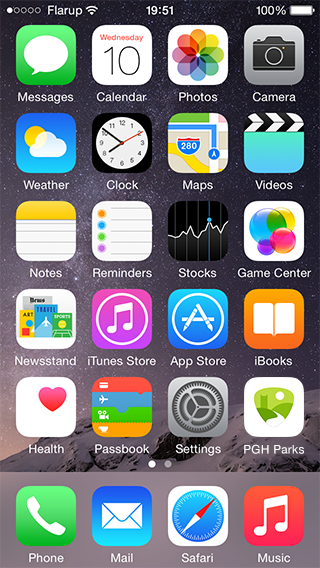 Flarup 19:51 100%
Wednesday
10
Messages Calendar Photos Camera
280
Weather Clock Maps Videos
Notes Reminders Stocks Game Center
News
ART TRAVEL SPORTS
Newsstand iTunes Store App Store iBooks
Health Passbook Settings PGH Parks
Phone Mail Safari Music